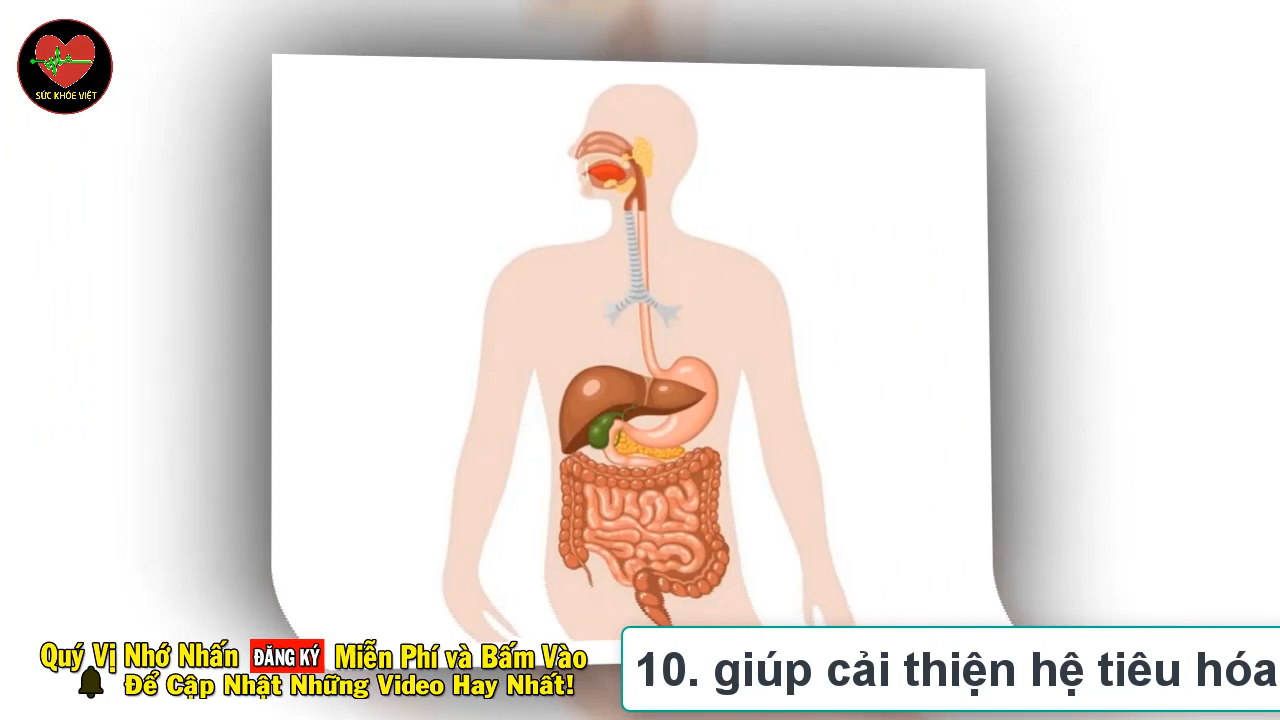 SỨC KHỎE VIỆT
Quý Vị Nhớ Nhấn ĐĂNG KÝ Miễn Phí và Bấm Vào
Để Cập Nhật Những Video Hay Nhất!
10. giúp cải thiện hệ tiêu hóa